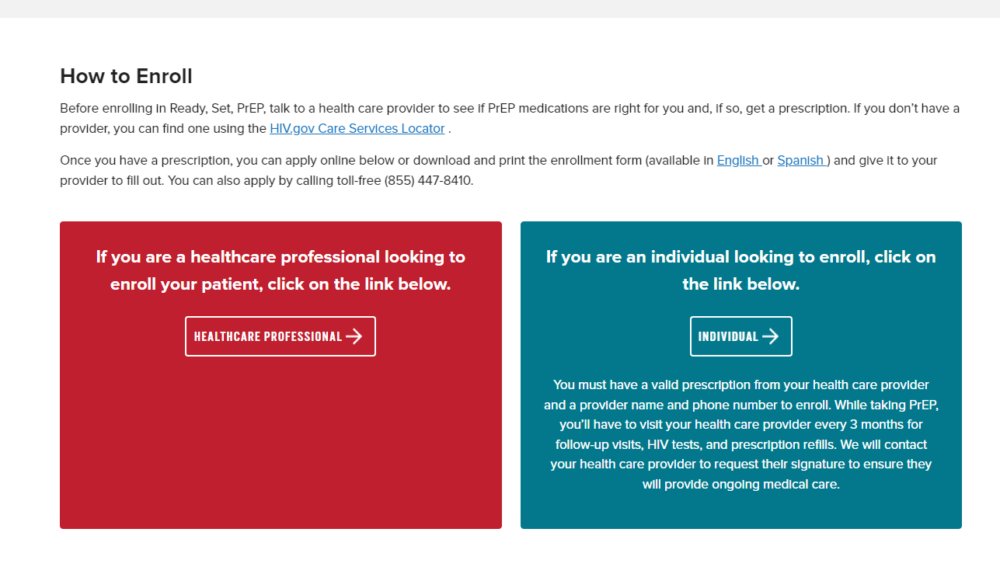 How to Enroll
Before enrolling in Ready, Set, PrEP, talk to a health care provider to see if PrEP medications are right for you and, if so, get a prescription. If you don’t have a
provider, you can find one using the HIV.gov Care Services Locator .
Once you have a prescription, you can apply online below or download and print the enrollment form (available in English or Spanish ) and give it to your
provider to fill out. You can also apply by calling toll-free (855) 447-8410.
If you are a healthcare professional looking to
enroll your patient, click on the link below.
HEALTHCARE PROFESSIONAL
If you are an individual looking to enroll, click on
the link below.
INDIVIDUAL
You must have a valid prescription from your health care provider
and a provider name and phone number to enroll. While taking PrEP,
you’ll have to visit your health care provider every 3 months for
follow-up visits, HIV tests, and prescription refills. We will contact
your health care provider to request their signature to ensure they
will provide ongoing medical care.